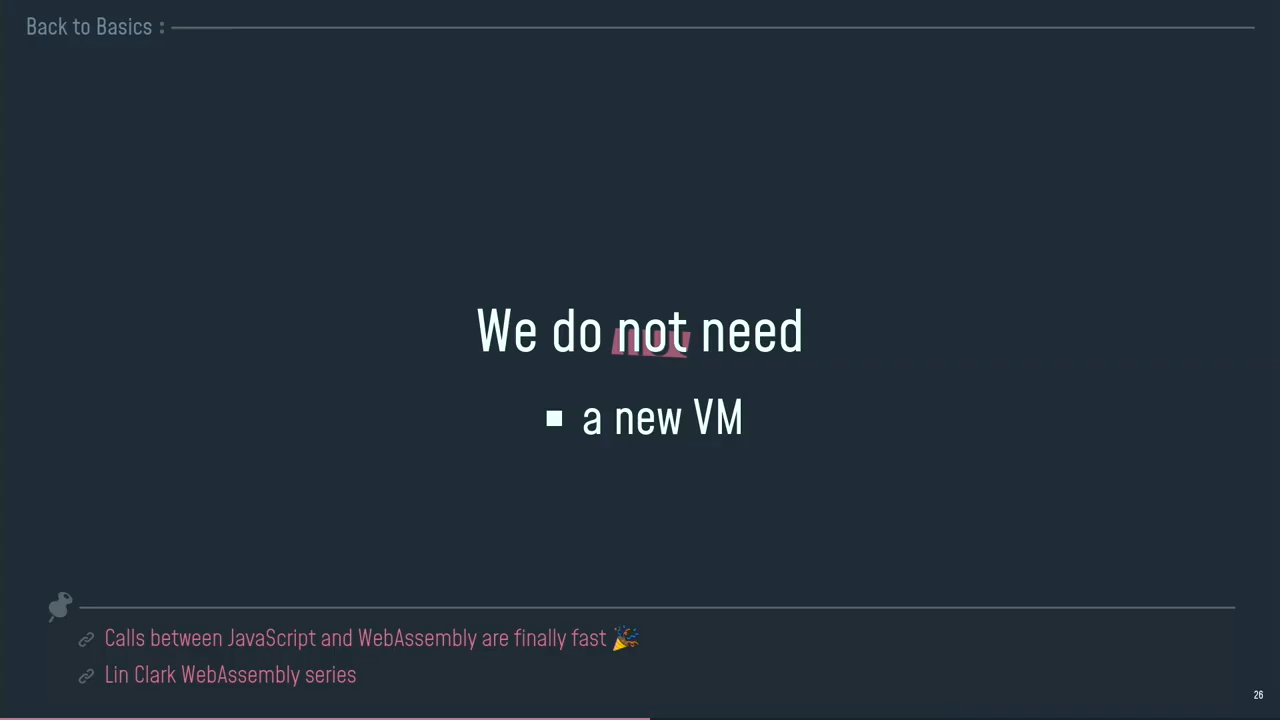 Back to Basics :
We do not need
▪ a new VM
Calls between JavaScript and WebAssembly are finally fast 🎉
Lin Clark WebAssembly series
26